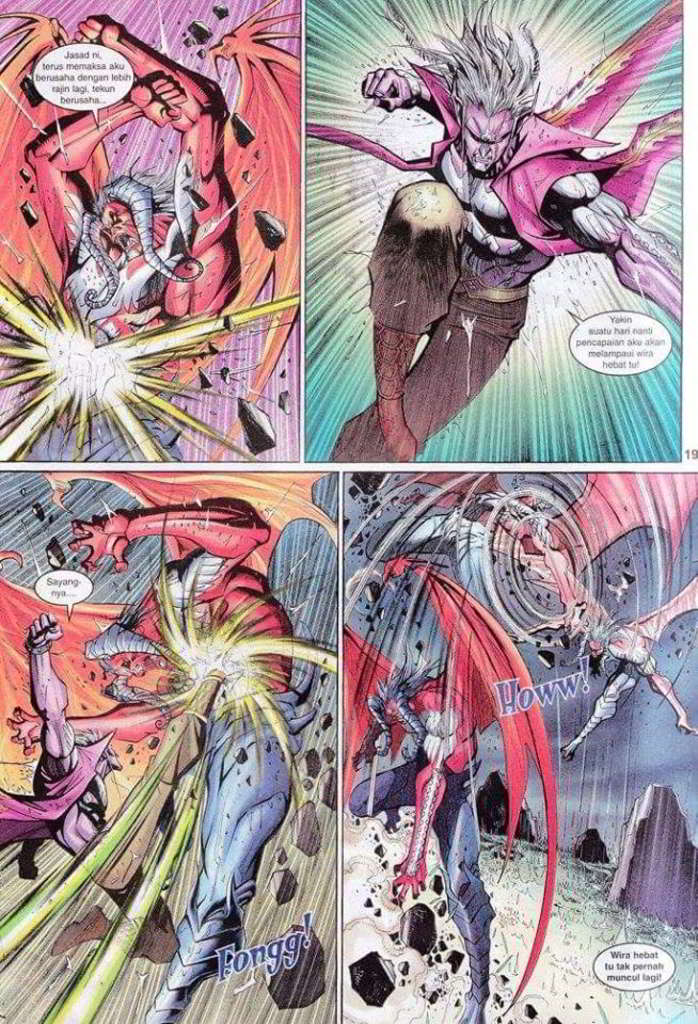 Jasad ni,
terus memaksa aku
berusaha dengan lebih
rajin lagi, tekun
berusaha...
Yakin
suatu hari nanti
pencapaian aku akan
melampaui wira
hebat tu!
19
Sayang-
nya....
Fongg!
Howw!
Wira hebat
tu tak pernah
muncul lagi!